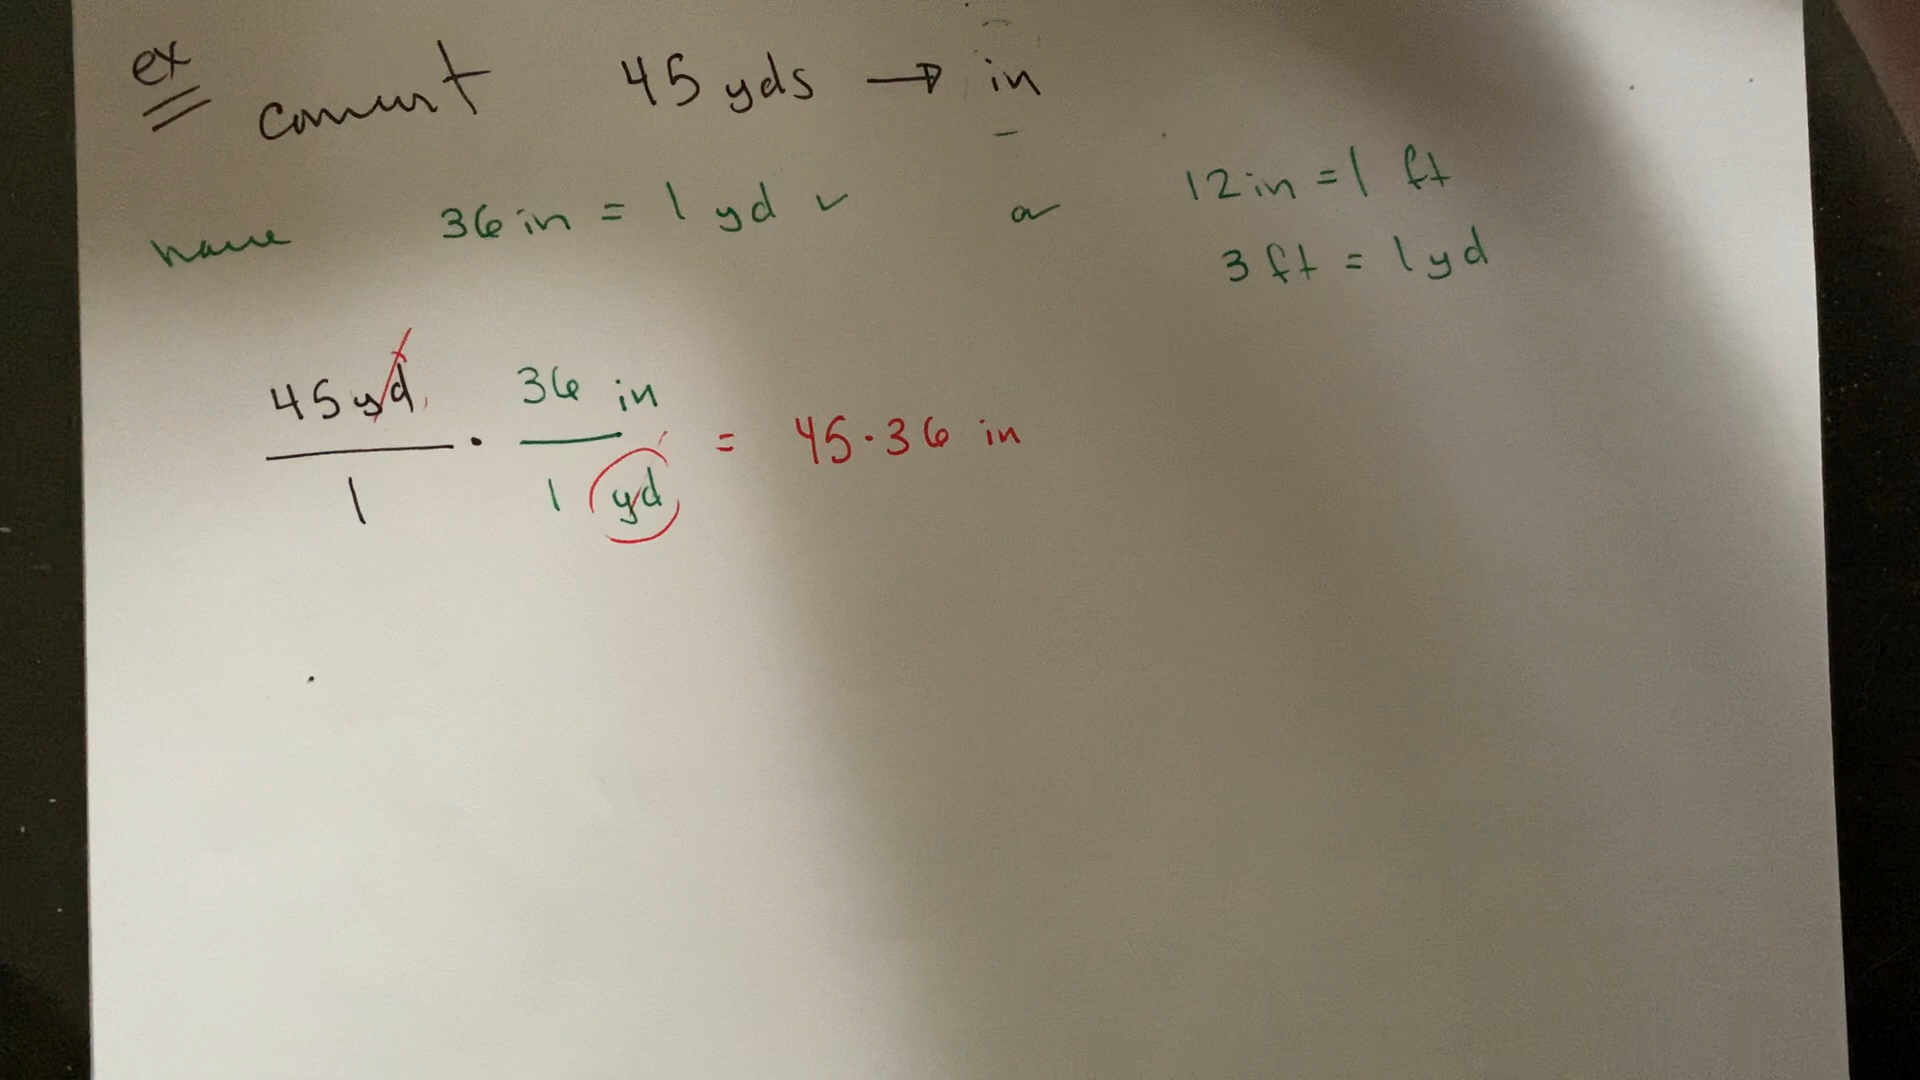 ex convert 45 yds → in
have 36 in = 1 yd ✓ or 12 in = 1 ft
3 ft = 1 yd
45 yd / 1 · 36 in / 1 yd = 45 · 36 in